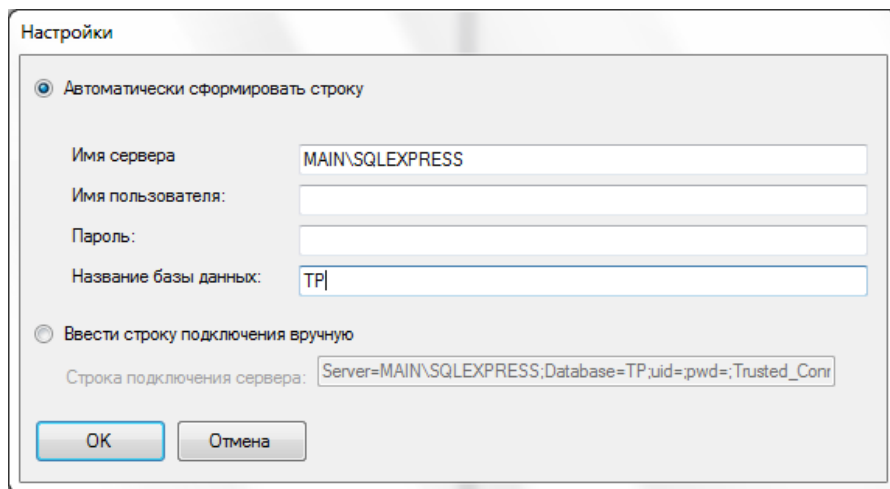 Настройки
Автоматически сформировать строку
Имя сервера MAIN\SQLEXPRESS
Имя пользователя:
Пароль:
Название базы данных: TP
Ввести строку подключения вручную
Строка подключения сервера: Server=MAIN\SQLEXPRESS;Database=TP;uid=;pwd=;Trusted_Conr
OK Отмена